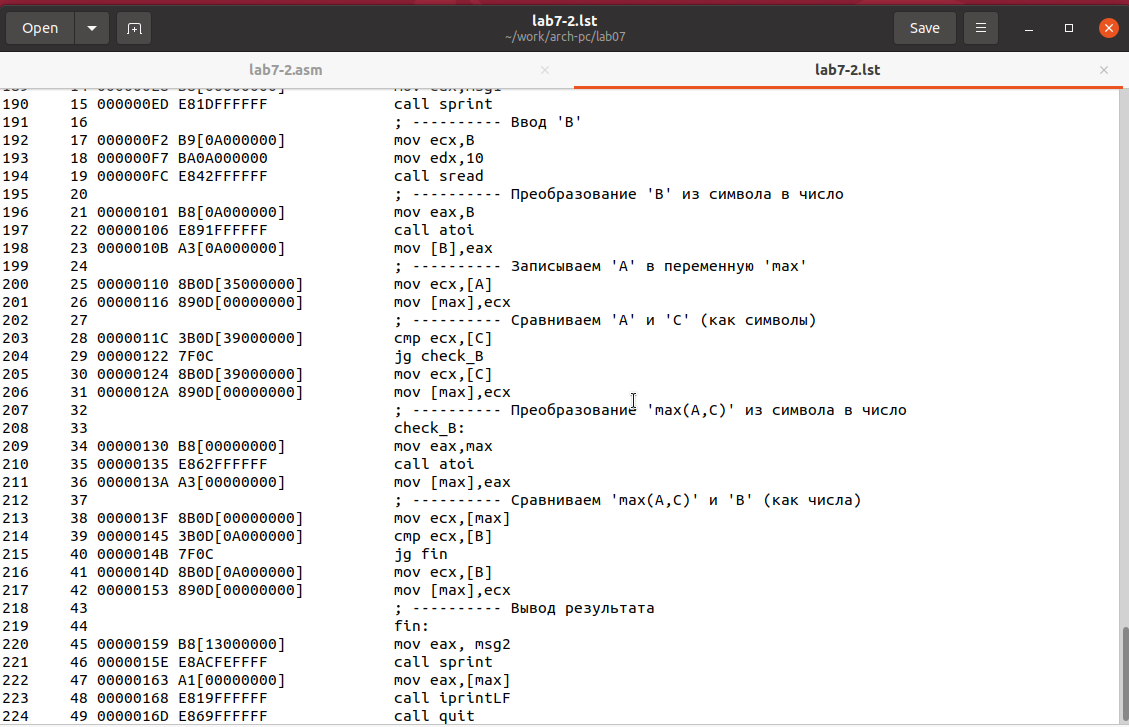 Open
lab7-2.lst
~/work/arch-pc/lab07
Save
lab7-2.asm
lab7-2.lst
190 15 000000ED E81DFFFFFF call sprint
191 16 ; ---------- Ввод 'B'
192 17 000000F2 B9[0A000000] mov ecx,B
193 18 000000F7 BA0A000000 mov edx,10
194 19 000000FC E842FFFFFF call sread
195 20 ; ---------- Преобразование 'B' из символа в число
196 21 00000101 B8[0A000000] mov eax,B
197 22 00000106 E891FFFFFF call atoi
198 23 0000010B A3[0A000000] mov [B],eax
199 24 ; ---------- Записываем 'A' в переменную 'max'
200 25 00000110 8B0D[35000000] mov ecx,[A]
201 26 00000116 890D[00000000] mov [max],ecx
202 27 ; ---------- Сравниваем 'A' и 'C' (как символы)
203 28 0000011C 3B0D[39000000] cmp ecx,[C]
204 29 00000122 7F0C jg check_B
205 30 00000124 8B0D[39000000] mov ecx,[C]
206 31 0000012A 890D[00000000] mov [max],ecx
207 32 ; ---------- Преобразование 'max(A,C)' из символа в число
208 33 check_B:
209 34 00000130 B8[00000000] mov eax,max
210 35 00000135 E862FFFFFF call atoi
211 36 0000013A A3[00000000] mov [max],eax
212 37 ; ---------- Сравниваем 'max(A,C)' и 'B' (как числа)
213 38 0000013F 8B0D[00000000] mov ecx,[max]
214 39 00000145 3B0D[0A000000] cmp ecx,[B]
215 40 0000014B 7F0C jg fin
216 41 0000014D 8B0D[0A000000] mov ecx,[B]
217 42 00000153 890D[00000000] mov [max],ecx
218 43 ; ---------- Вывод результата
219 44 fin:
220 45 00000159 B8[13000000] mov eax, msg2
221 46 0000015E E8ACFEFFFF call sprint
222 47 00000163 A1[00000000] mov eax,[max]
223 48 00000168 E819FFFFFF call iprintLF
224 49 0000016D E869FFFFFF call quit